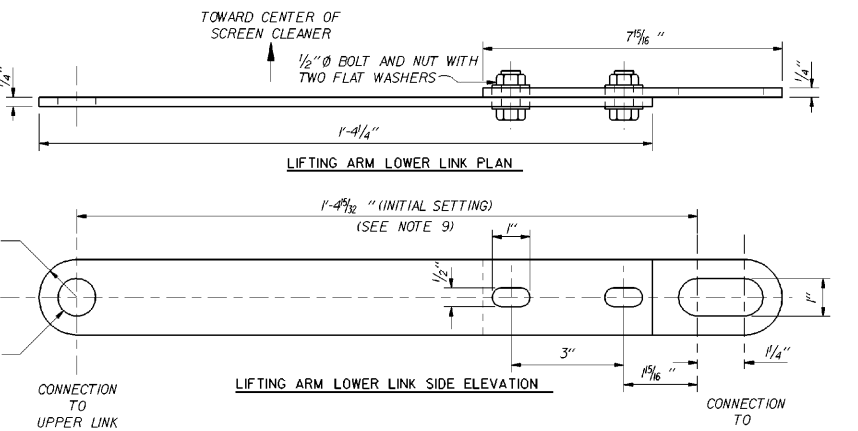 TOWARD CENTER OF
SCREEN CLEANER
1/2" Ø BOLT AND NUT WITH
TWO FLAT WASHERS
7 15/16 "
1/4"
1/4"
1'-4 1/4"
LIFTING ARM LOWER LINK PLAN
1'-4 15/32 " (INITIAL SETTING)
(SEE NOTE 9)
1"
1/2"
1"
3"
1 15/16 "
1 1/4"
LIFTING ARM LOWER LINK SIDE ELEVATION
CONNECTION
TO
UPPER LINK
CONNECTION
TO